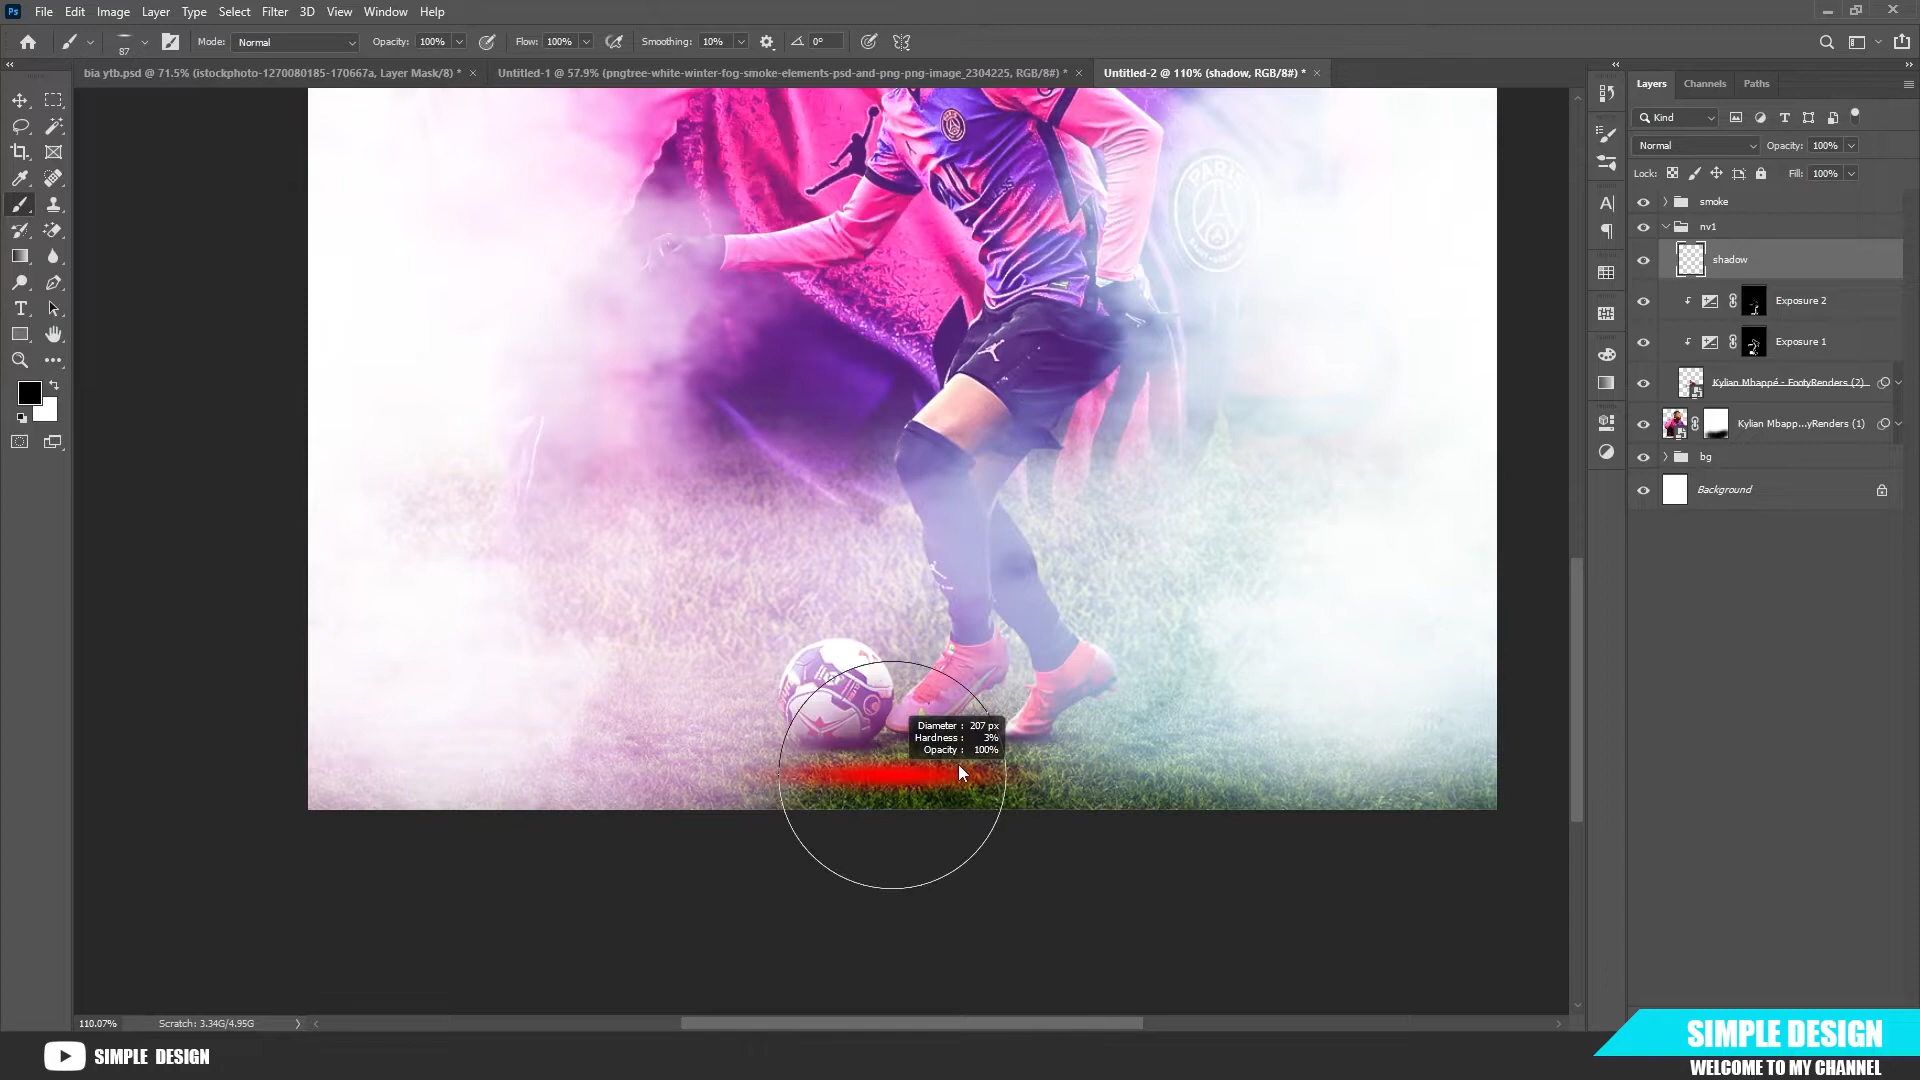 Ps File Edit Image Layer Type Select Filter 3D View Window Help
87 Mode: Normal Opacity: 100% Flow: 100% Smoothing: 10% 0°
bia ytb.psd @ 71.5% (istockphoto-1270080185-170667a, Layer Mask/8) * × Untitled-1 @ 57.9% (pngtree-white-winter-fog-smoke-elements-psd-and-png-png-image_2304225, RGB/8#) * × Untitled-2 @ 110% (shadow, RGB/8#) * ×
Layers Channels Paths
Kind
Normal Opacity: 100%
Lock: Fill: 100%
smoke
nv1
shadow
Exposure 2
Exposure 1
Kylian Mbappé - FootyRenders (2)
Kylian Mbapp...yRenders (1)
bg
Background
PARIS
Diameter : 207 px
Hardness : 3%
Opacity : 100%
110.07% Scratch: 3.34G/4.95G
SIMPLE DESIGN
SIMPLE DESIGN
WELCOME TO MY CHANNEL